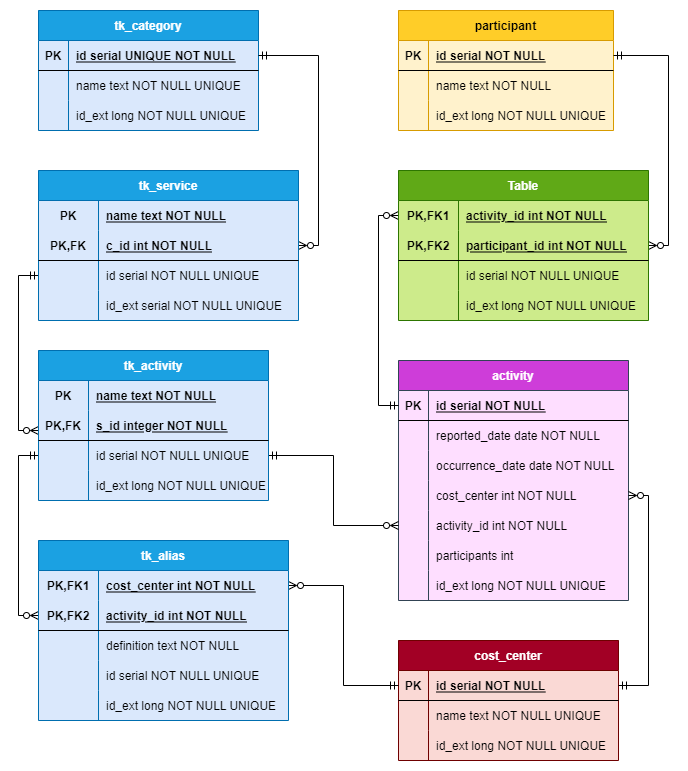 tk_category
PK id serial UNIQUE NOT NULL
name text NOT NULL UNIQUE
id_ext long NOT NULL UNIQUE
participant
PK id serial NOT NULL
name text NOT NULL
id_ext long NOT NULL UNIQUE
tk_service
PK name text NOT NULL
PK,FK c_id int NOT NULL
id serial NOT NULL UNIQUE
id_ext serial NOT NULL UNIQUE
Table
PK,FK1 activity_id int NOT NULL
PK,FK2 participant_id int NOT NULL
id serial NOT NULL UNIQUE
id_ext long NOT NULL UNIQUE
tk_activity
PK name text NOT NULL
PK,FK s_id integer NOT NULL
id serial NOT NULL UNIQUE
id_ext long NOT NULL UNIQUE
activity
PK id serial NOT NULL
reported_date date NOT NULL
occurrence_date date NOT NULL
cost_center int NOT NULL
activity_id int NOT NULL
participants int
id_ext long NOT NULL UNIQUE
tk_alias
PK,FK1 cost_center int NOT NULL
PK,FK2 activity_id int NOT NULL
definition text NOT NULL
id serial NOT NULL UNIQUE
id_ext long NOT NULL UNIQUE
cost_center
PK id serial NOT NULL
name text NOT NULL UNIQUE
id_ext long NOT NULL UNIQUE